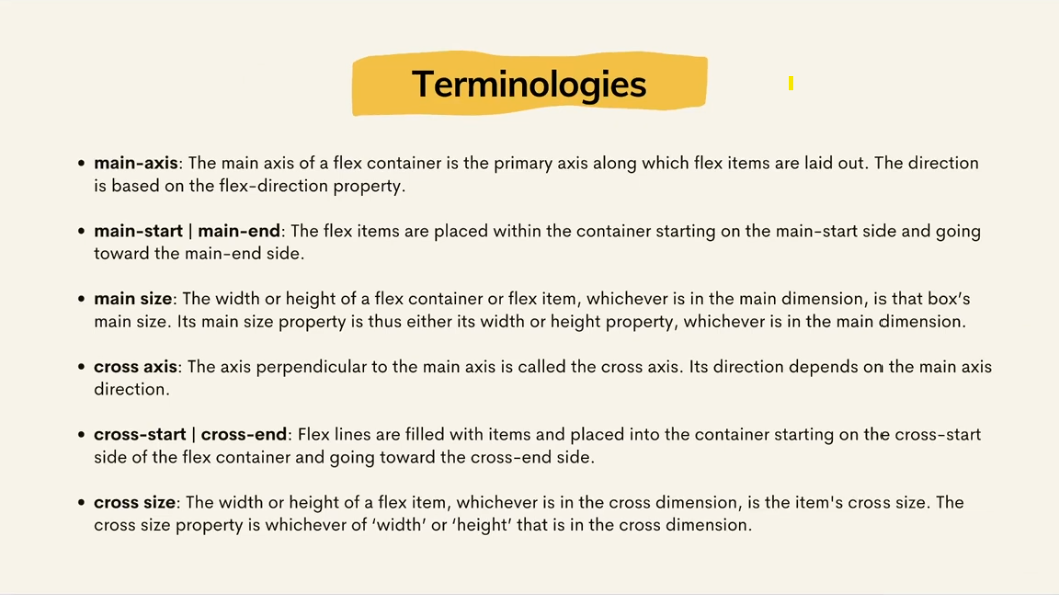 Terminologies
• main-axis: The main axis of a flex container is the primary axis along which flex items are laid out. The direction
is based on the flex-direction property.
• main-start | main-end: The flex items are placed within the container starting on the main-start side and going
toward the main-end side.
• main size: The width or height of a flex container or flex item, whichever is in the main dimension, is that box’s
main size. Its main size property is thus either its width or height property, whichever is in the main dimension.
• cross axis: The axis perpendicular to the main axis is called the cross axis. Its direction depends on the main axis
direction.
• cross-start | cross-end: Flex lines are filled with items and placed into the container starting on the cross-start
side of the flex container and going toward the cross-end side.
• cross size: The width or height of a flex item, whichever is in the cross dimension, is the item's cross size. The
cross size property is whichever of ‘width’ or ‘height’ that is in the cross dimension.